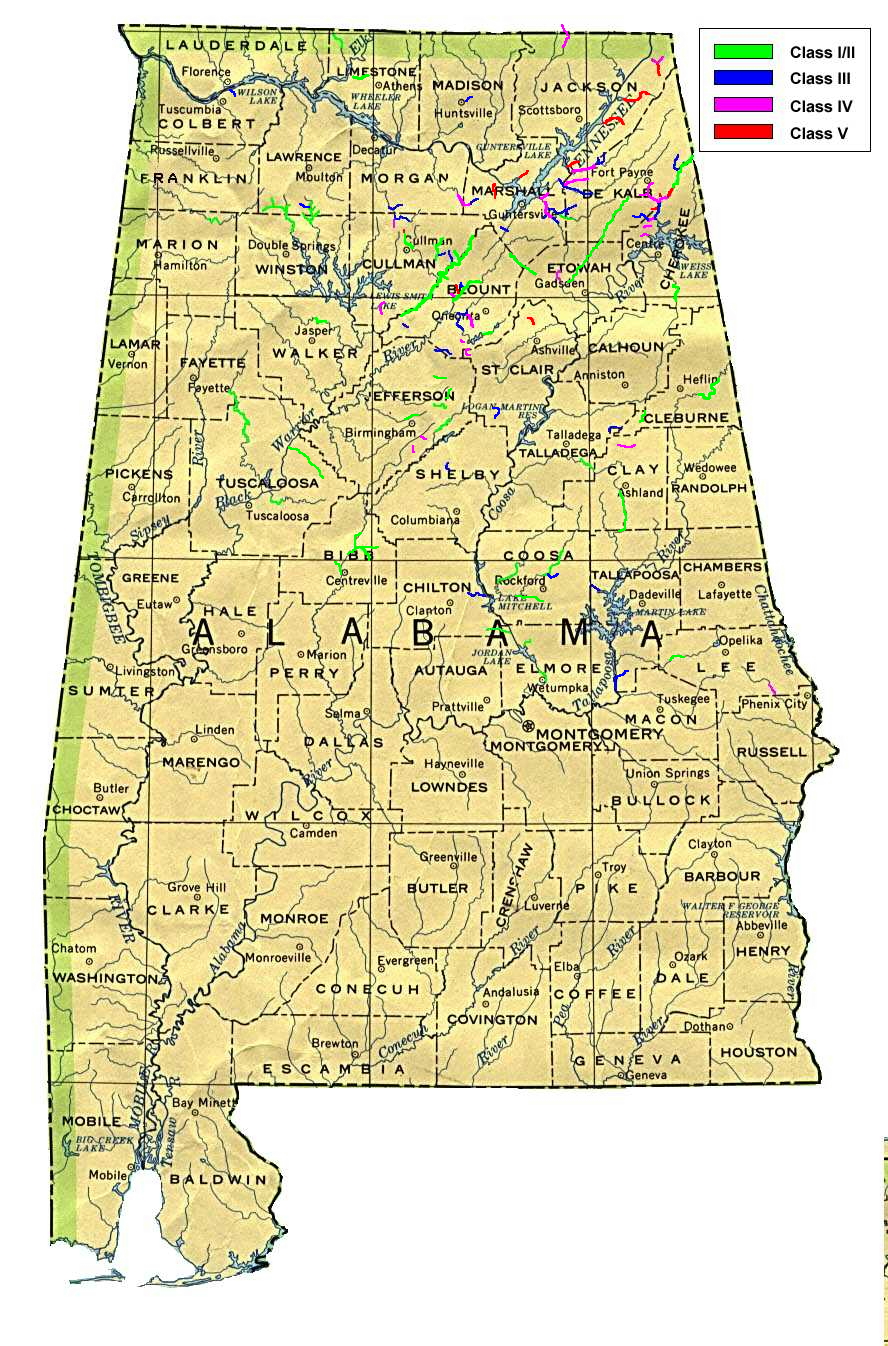 Class I/II
Class III
Class IV
Class V
LAUDERDALE
Elk
Florence
LIMESTONE
Athens
MADISON
JACKSON
WILSON
LAKE
WHEELER
LAKE
Tuscumbia
COLBERT
Huntsville
Scottsboro
TENNESSEE
Russellville
Decatur
GUNTERSVILLE
LAKE
LAWRENCE
Moulton
FRANKLIN
MORGAN
MARSHALL
Fort Payne
DE KALB
Guntersville
MARION
Hamilton
Double Springs
WINSTON
Cullman
CULLMAN
Centre
CHEROKEE
WEISS
LAKE
ETOWAH
Gadsden
River
LEWIS SMITH
LAKE
BLOUNT
Oneonta
Jasper
WALKER
River
LAMAR
Vernon
FAYETTE
Fayette
Ashville
CALHOUN
ST CLAIR
Anniston
Heflin
JEFFERSON
LOGAN MARTIN
RES
CLEBURNE
Birmingham
Warrior
River
Talladega
TALLADEGA
PICKENS
Carrollton
TUSCALOOSA
Black
Tuscaloosa
SHELBY
CLAY
Ashland
Wedowee
RANDOLPH
Coosa
Columbiana
Sipsey
TOMBIGBEE
BIBB
Centreville
COOSA
Rockford
River
GREENE
Eutaw
CHILTON
Clanton
LAKE
MITCHELL
TALLAPOOSA
Dadeville
MARTIN LAKE
CHAMBERS
Lafayette
Chattahoochee
HALE
Greensboro
ALABAMA
Marion
PERRY
JORDAN
LAKE
Opelika
LEE
Livingston
SUMTER
AUTAUGA
Prattville
ELMORE
Wetumpka
Tallapoosa
Tuskegee
MACON
Phenix City
Selma
DALLAS
Linden
MARENGO
River
MONTGOMERY
MONTGOMERY
RUSSELL
Hayneville
LOWNDES
Union Springs
BULLOCK
Butler
CHOCTAW
WILCOX
Camden
Clayton
BARBOUR
Greenville
BUTLER
CRENSHAW
Luverne
Troy
PIKE
Grove Hill
CLARKE
RIVER
MONROE
Monroeville
Alabama
WALTER F GEORGE
RESERVOIR
Abbeville
HENRY
River
Chatom
WASHINGTON
Evergreen
CONECUH
River
River
Andalusia
COVINGTON
Elba
COFFEE
Pea
Ozark
DALE
Brewton
ESCAMBIA
Conecuh
River
River
Dothan
HOUSTON
GENEVA
Geneva
MOBILE
Bay Minette
MOBILE
BIG CREEK
LAKE
Tensaw
R
Mobile
BALDWIN